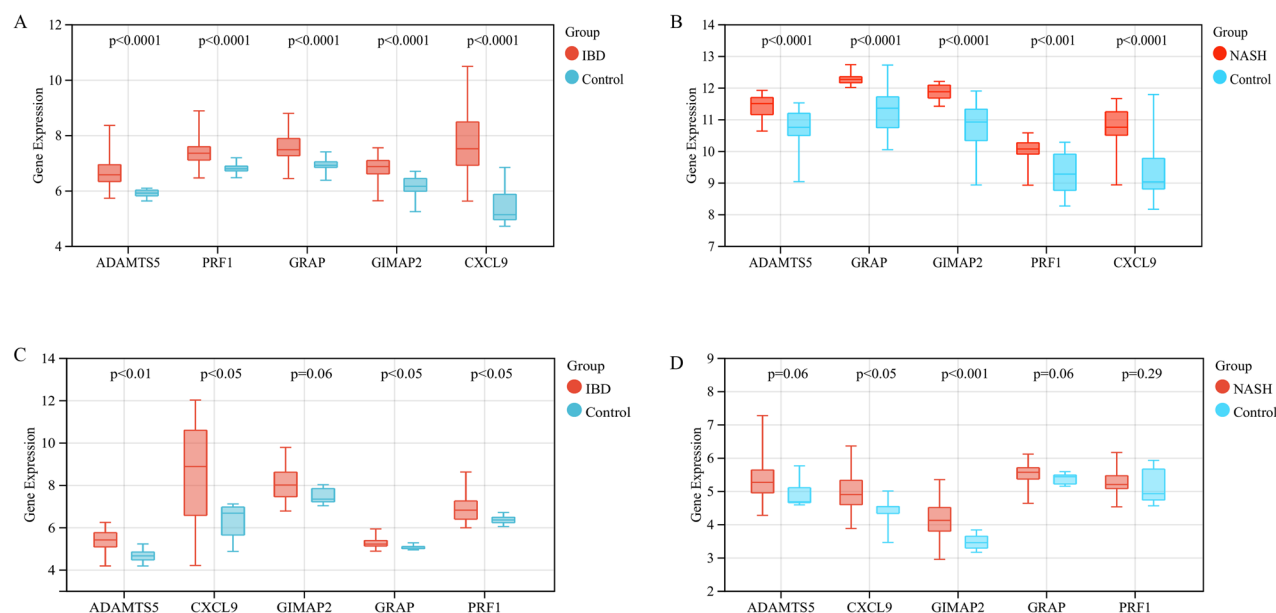 A
12
10
8
6
4
Gene Expression
p<0.0001 p<0.0001 p<0.0001 p<0.0001 p<0.0001
ADAMTS5 PRF1 GRAP GIMAP2 CXCL9
Group
IBD
Control
B
14
13
12
11
10
9
8
7
Gene Expression
p<0.0001 p<0.0001 p<0.0001 p<0.001 p<0.0001
ADAMTS5 GRAP GIMAP2 PRF1 CXCL9
Group
NASH
Control
C
14
12
10
8
6
4
Gene Expression
p<0.01 p<0.05 p=0.06 p<0.05 p<0.05
ADAMTS5 CXCL9 GIMAP2 GRAP PRF1
Group
IBD
Control
D
9
8
7
6
5
4
3
2
Gene Expression
p=0.06 p<0.05 p<0.001 p=0.06 p=0.29
ADAMTS5 CXCL9 GIMAP2 GRAP PRF1
Group
NASH
Control